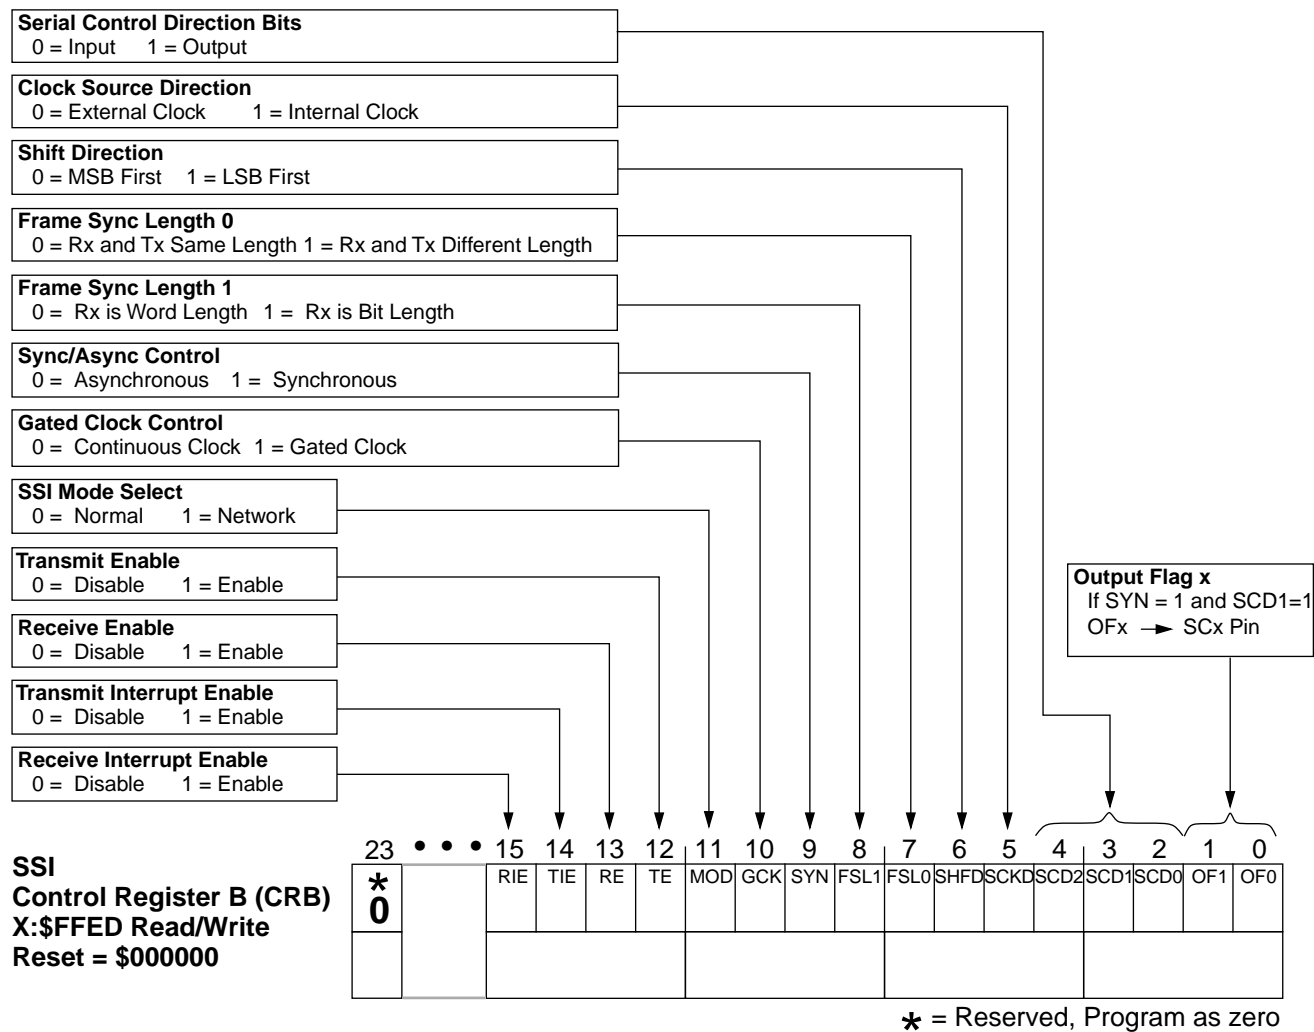 Serial Control Direction Bits
0 = Input 1 = Output
Clock Source Direction
0 = External Clock 1 = Internal Clock
Shift Direction
0 = MSB First 1 = LSB First
Frame Sync Length 0
0 = Rx and Tx Same Length 1 = Rx and Tx Different Length
Frame Sync Length 1
0 = Rx is Word Length 1 = Rx is Bit Length
Sync/Async Control
0 = Asynchronous 1 = Synchronous
Gated Clock Control
0 = Continuous Clock 1 = Gated Clock
SSI Mode Select
0 = Normal 1 = Network
Transmit Enable
0 = Disable 1 = Enable
Receive Enable
0 = Disable 1 = Enable
Transmit Interrupt Enable
0 = Disable 1 = Enable
Receive Interrupt Enable
0 = Disable 1 = Enable
Output Flag x
If SYN = 1 and SCD1=1
OFx → SCx Pin
23 • • • 15 14 13 12 11 10 9 8 7 6 5 4 3 2 1 0
* RIE TIE RE TE MOD GCK SYN FSL1 FSL0 SHFD SCKD SCD2 SCD1 SCD0 OF1 OF0
0
SSI
Control Register B (CRB)
X:$FFED Read/Write
Reset = $000000
* = Reserved, Program as zero